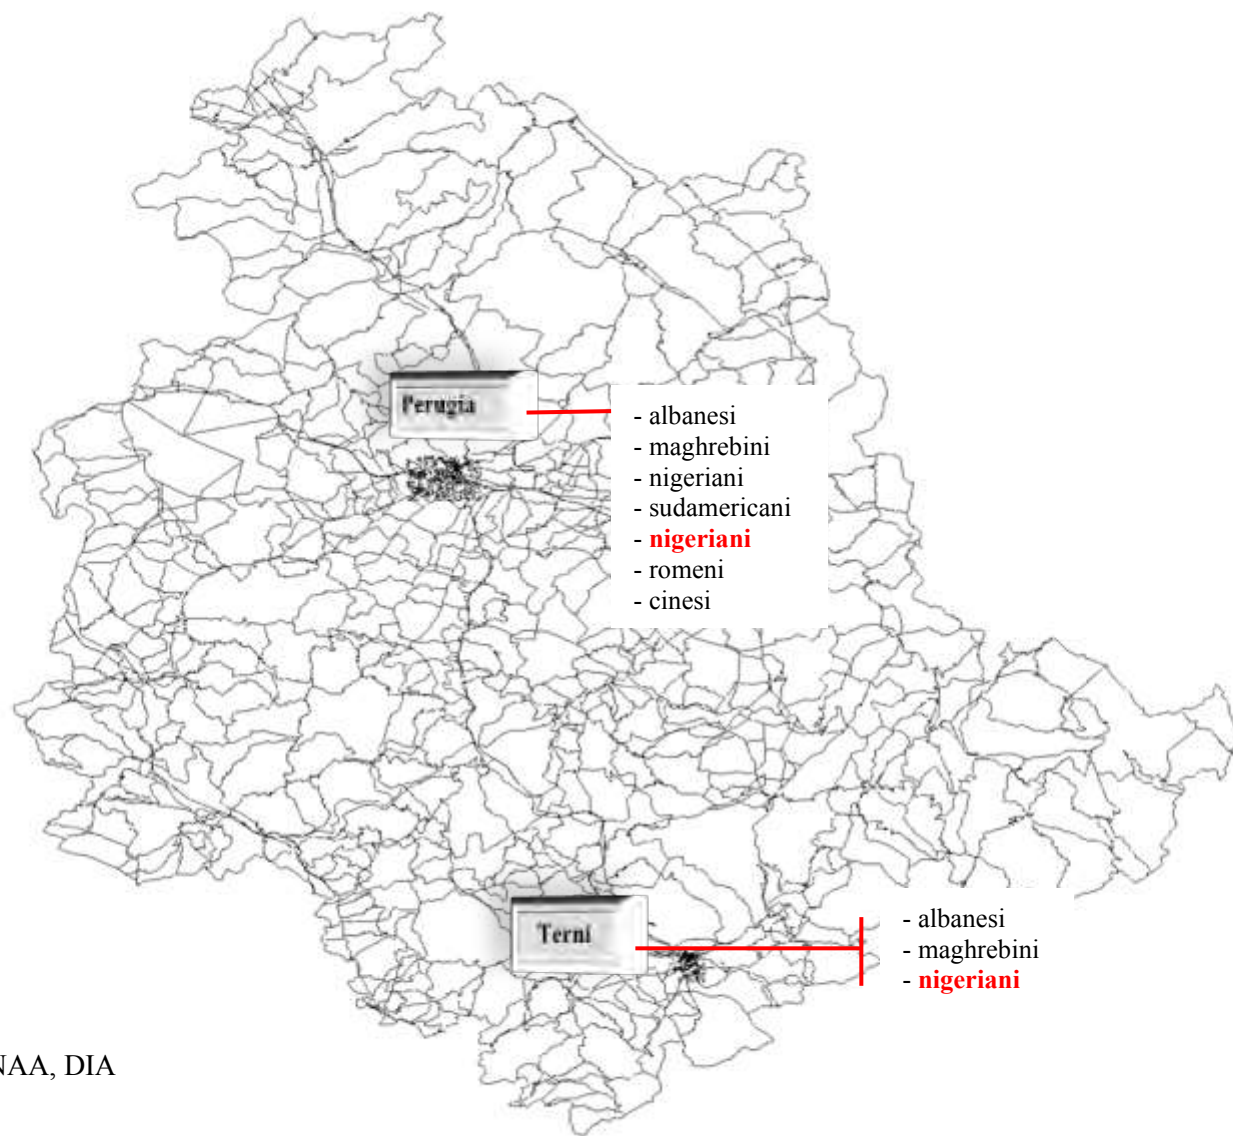 Perugia
- albanesi
- maghrebini
- nigeriani
- sudamericani
- nigeriani
- romeni
- cinesi
Terni
- albanesi
- maghrebini
- nigeriani
NAA, DIA